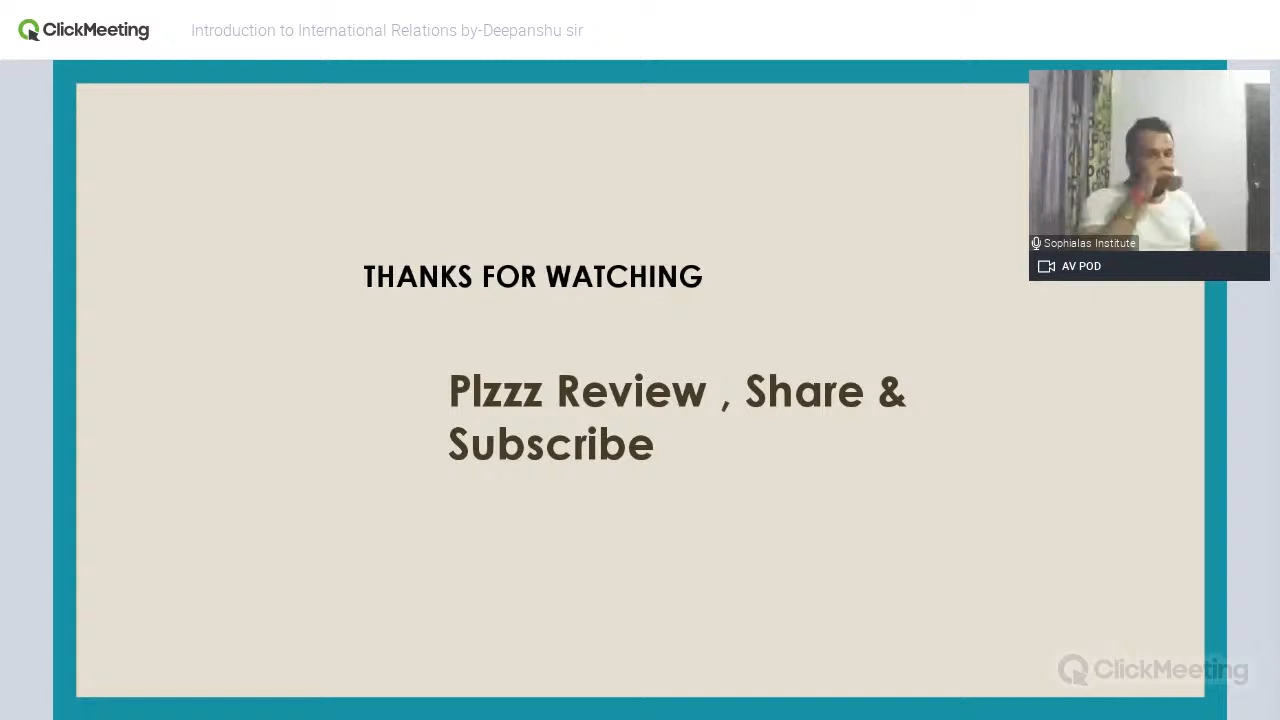 ClickMeeting
Introduction to International Relations by-Deepanshu sir
Sophialas Institute
AV POD
THANKS FOR WATCHING
Plzzz Review , Share &
Subscribe
ClickMeeting